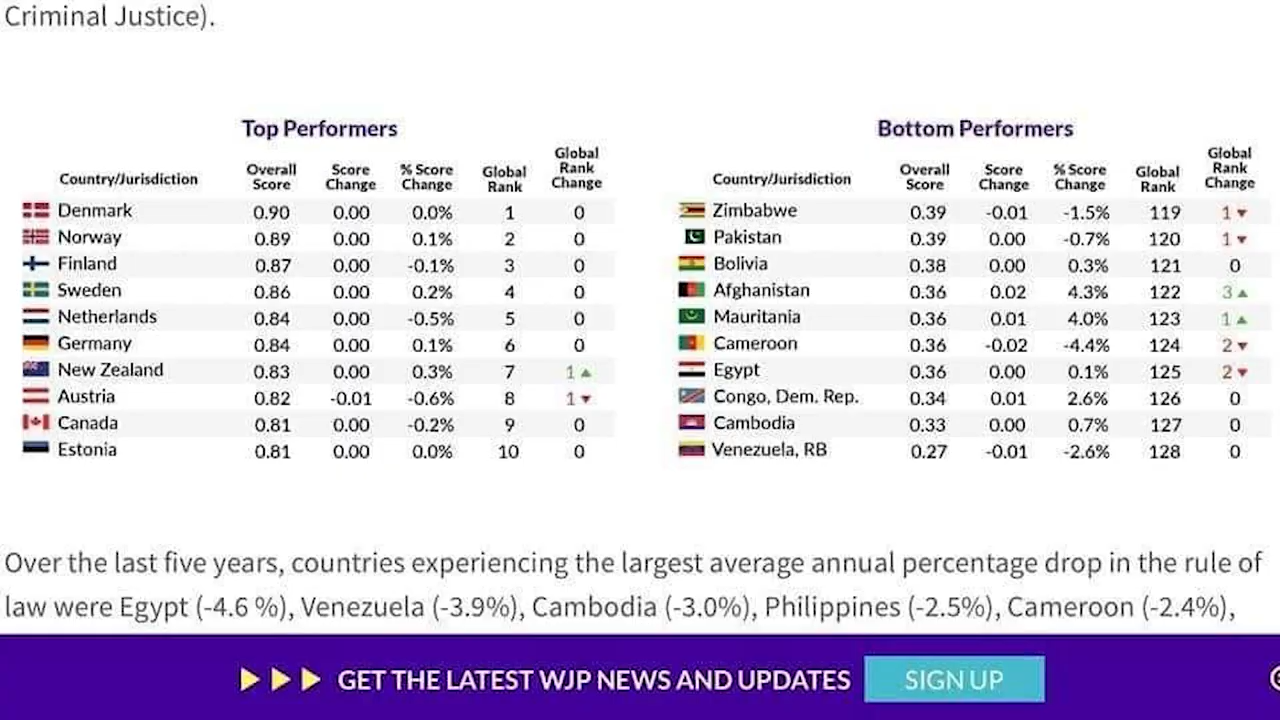 Criminal Justice).
Top Performers
Country/Jurisdiction Overall Score Score Change % Score Change Global Rank Global Rank Change
Denmark 0.90 0.00 0.0% 1 0
Norway 0.89 0.00 0.1% 2 0
Finland 0.87 0.00 -0.1% 3 0
Sweden 0.86 0.00 0.2% 4 0
Netherlands 0.84 0.00 -0.5% 5 0
Germany 0.84 0.00 0.1% 6 0
New Zealand 0.83 0.00 0.3% 7 1 ▲
Austria 0.82 -0.01 -0.6% 8 1 ▼
Canada 0.81 0.00 -0.2% 9 0
Estonia 0.81 0.00 0.0% 10 0
Bottom Performers
Country/Jurisdiction Overall Score Score Change % Score Change Global Rank Global Rank Change
Zimbabwe 0.39 -0.01 -1.5% 119 1 ▼
Pakistan 0.39 0.00 -0.7% 120 1 ▼
Bolivia 0.38 0.00 0.3% 121 0
Afghanistan 0.36 0.02 4.3% 122 3 ▲
Mauritania 0.36 0.01 4.0% 123 1 ▲
Cameroon 0.36 -0.02 -4.4% 124 2 ▼
Egypt 0.36 0.00 0.1% 125 2 ▼
Congo, Dem. Rep. 0.34 0.01 2.6% 126 0
Cambodia 0.33 0.00 0.7% 127 0
Venezuela, RB 0.27 -0.01 -2.6% 128 0
Over the last five years, countries experiencing the largest average annual percentage drop in the rule of
law were Egypt (-4.6 %), Venezuela (-3.9%), Cambodia (-3.0%), Philippines (-2.5%), Cameroon (-2.4%),
GET THE LATEST WJP NEWS AND UPDATES SIGN UP